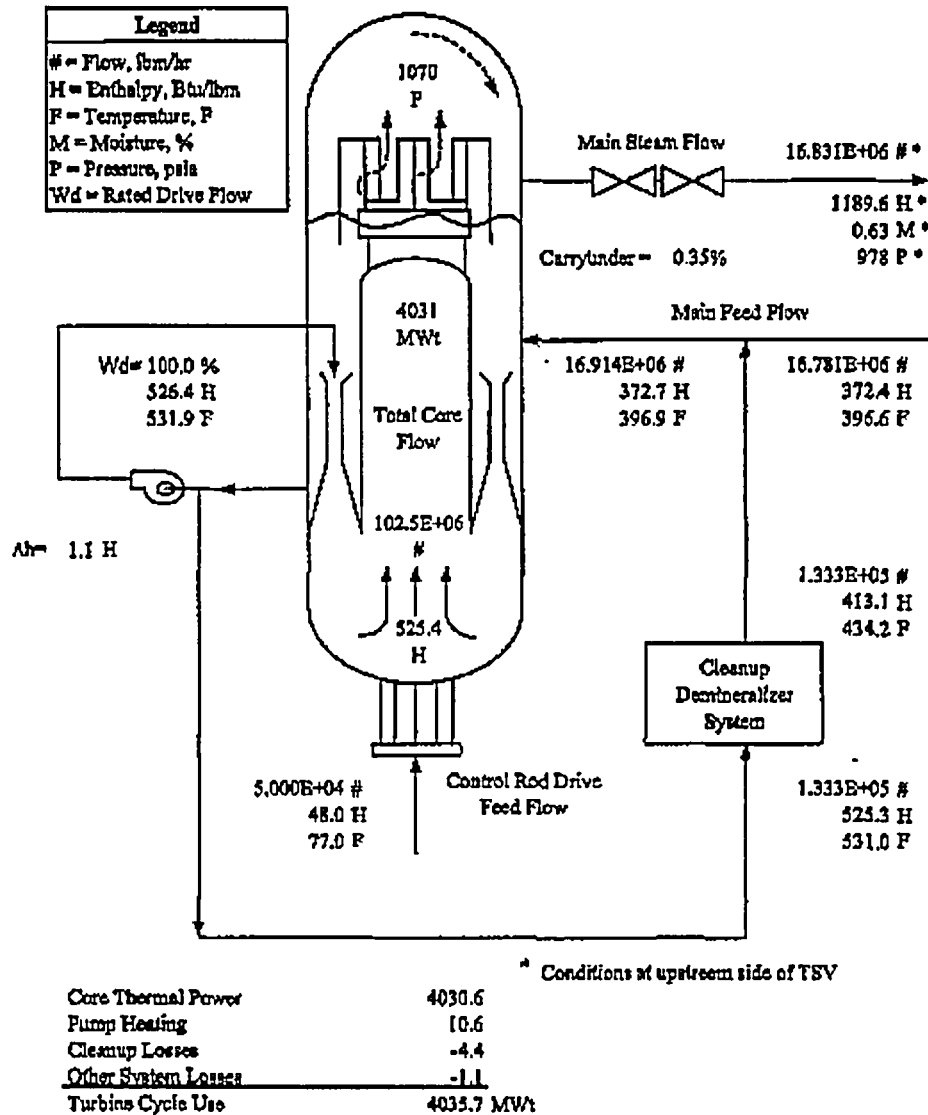 Legend
# = Flow, lbm/hr
H = Enthalpy, Btu/lbm
F = Temperature, F
M = Moisture, %
P = Pressure, psia
Wd = Rated Drive Flow
1070
P
Main Steam Flow
16.831E+06 # *
1189.6 H *
0.63 M *
978 P *
Carryunder = 0.35%
4031
MWt
Main Feed Flow
Wd= 100.0 %
526.4 H
531.9 F
16.914E+06 #
372.7 H
396.9 F
16.781E+06 #
372.4 H
396.6 F
Total Core
Flow
102.5E+06
#
Δh= 1.1 H
525.4
H
1.333E+05 #
413.1 H
434.2 F
Cleanup
Demineralizer
System
5.000E+04 #
48.0 H
77.0 F
Control Rod Drive
Feed Flow
1.333E+05 #
525.3 H
531.0 F
* Conditions at upstream side of TSV
Core Thermal Power 4030.6
Pump Heating 10.6
Cleanup Losses -4.4
Other System Losses -1.1
Turbine Cycle Use 4035.7 MWt